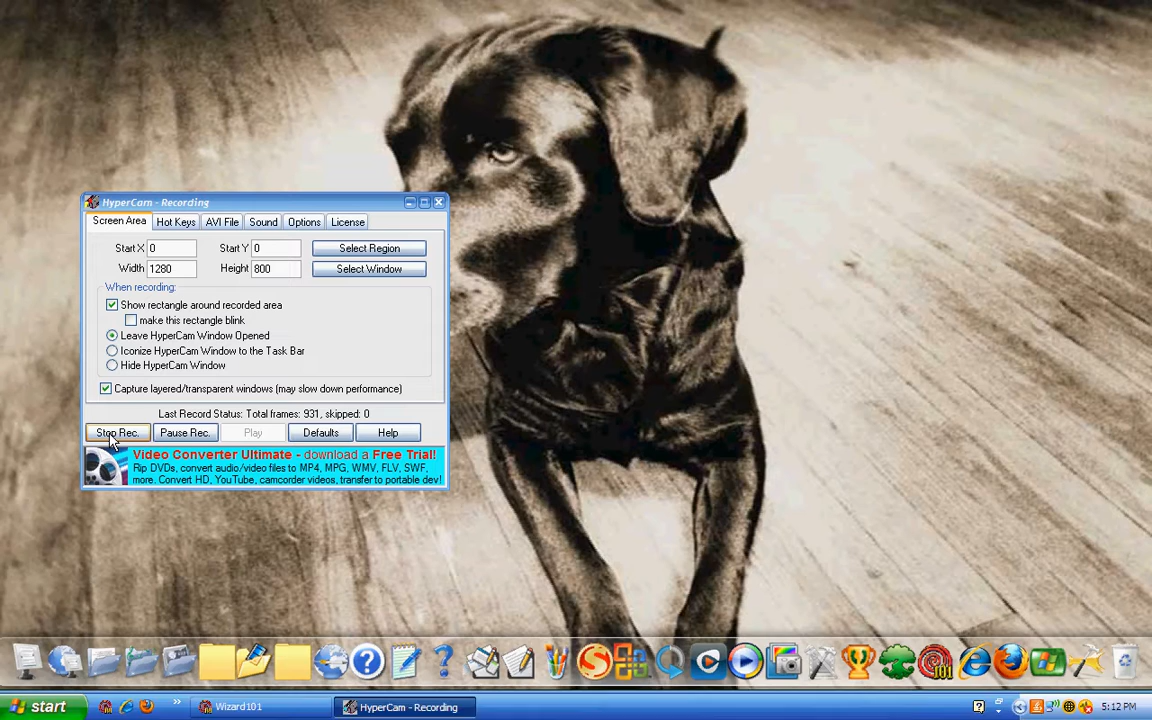 HyperCam - Recording
Screen Area Hot Keys AVI File Sound Options License
Start X 0 Start Y 0 Select Region
Width 1280 Height 800 Select Window
When recording:
Show rectangle around recorded area
make this rectangle blink
Leave HyperCam Window Opened
Iconize HyperCam Window to the Task Bar
Hide HyperCam Window
Capture layered/transparent windows (may slow down performance)
Last Record Status: Total frames: 931, skipped: 0
Stop Rec. Pause Rec. Play Defaults Help
Video Converter Ultimate - download a Free Trial!
Rip DVDs, convert audio/video files to MP4, MPG, WMV, FLV, SWF,
more. Convert HD, YouTube, camcorder videos, transfer to portable dev!
101
start Wizard101 HyperCam - Recording 5:12 PM